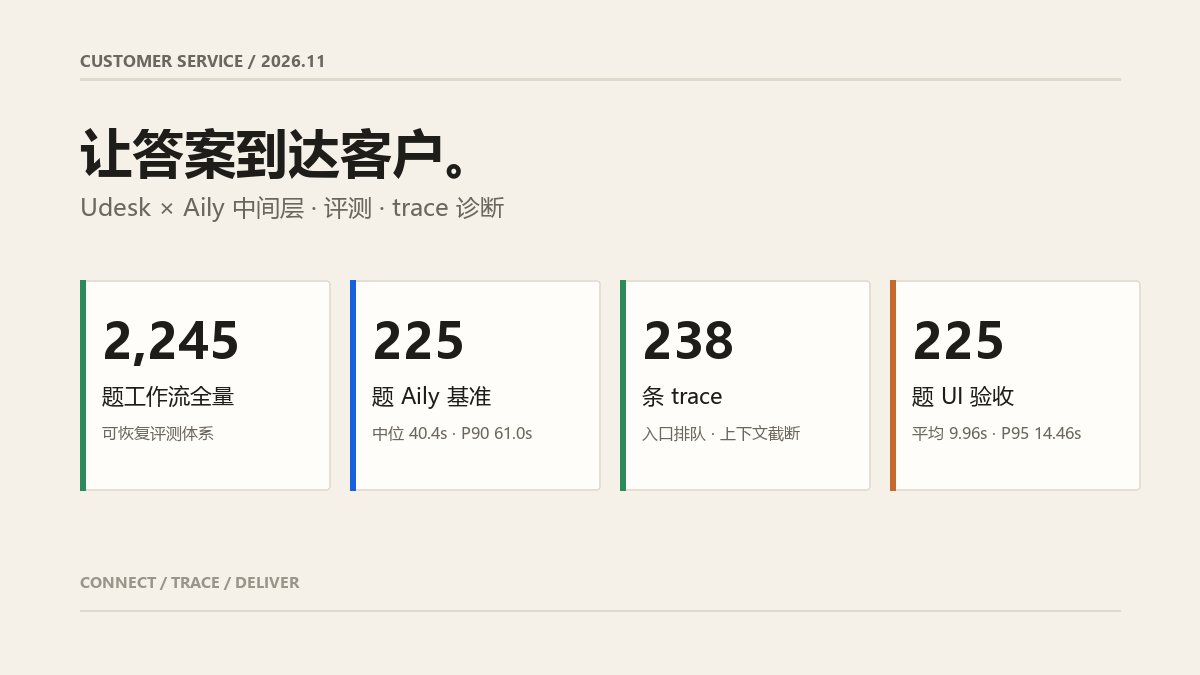 CUSTOMER SERVICE / 2026.11
让答案到达客户。
Udesk × Aily 中间层 · 评测 · trace 诊断
2,245
题工作流全量
可恢复评测体系
225
题 Aily 基准
中位 40.4s · P90 61.0s
238
条 trace
入口排队 · 上下文截断
225
题 UI 验收
平均 9.96s · P95 14.46s
CONNECT / TRACE / DELIVER